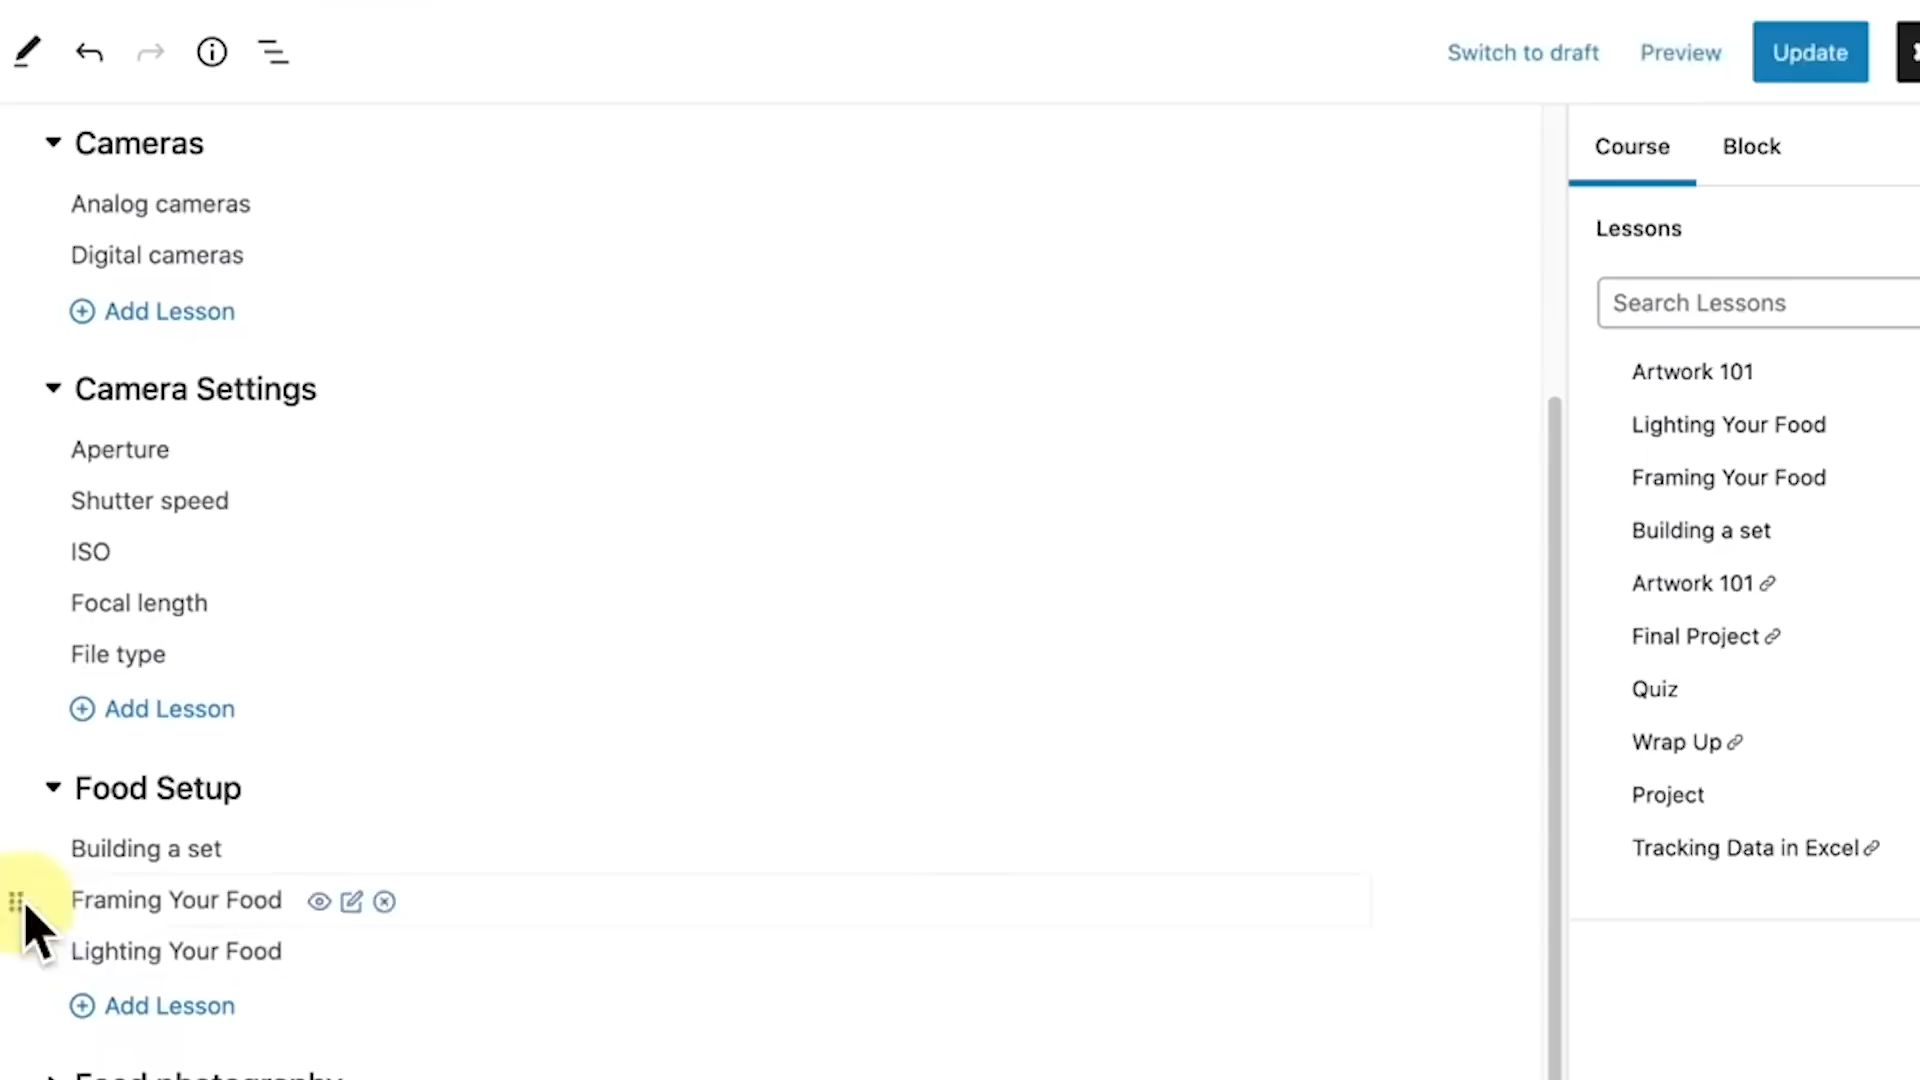 Switch to draft
Preview
Update
Cameras
Analog cameras
Digital cameras
Add Lesson
Camera Settings
Aperture
Shutter speed
ISO
Focal length
File type
Add Lesson
Food Setup
Building a set
Framing Your Food
Lighting Your Food
Add Lesson
Food photography
Course
Block
Lessons
Search Lessons
Artwork 101
Lighting Your Food
Framing Your Food
Building a set
Artwork 101
Final Project
Quiz
Wrap Up
Project
Tracking Data in Excel